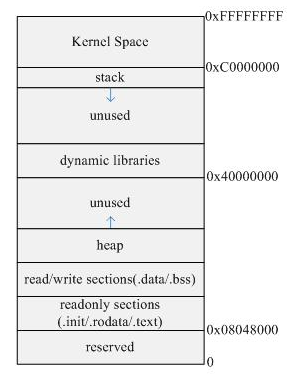 0xFFFFFFFF
Kernel Space
0xC0000000
stack
unused
dynamic libraries
0x40000000
unused
heap
read/write sections(.data/.bss)
readonly sections
(.init/.rodata/.text)
0x08048000
reserved
0